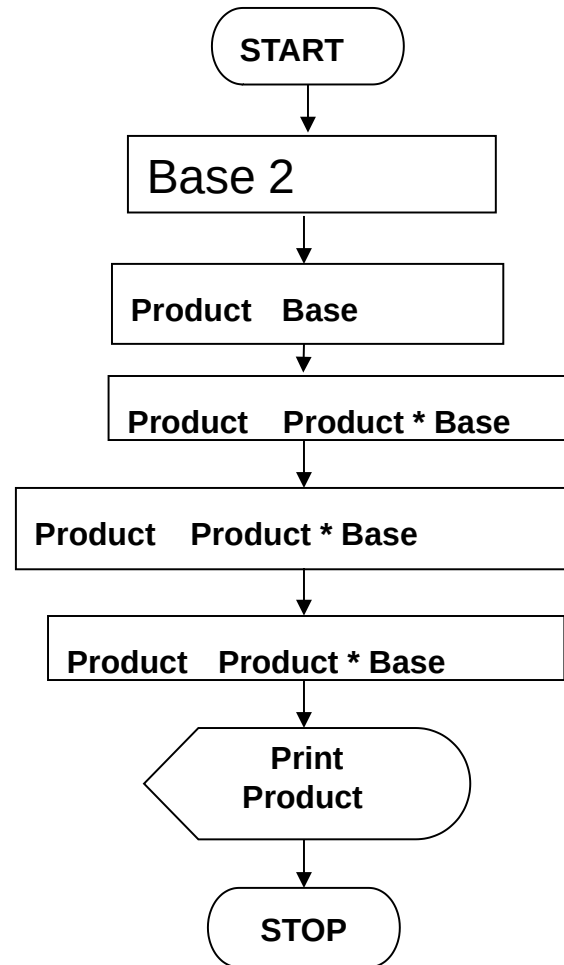 START
Base 2
Product Base
Product Product * Base
Product Product * Base
Product Product * Base
Print
Product
STOP